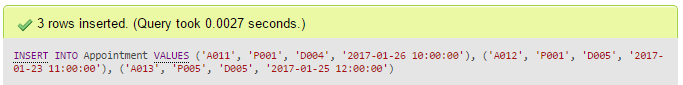 3 rows inserted. (Query took 0.0027 seconds.)
INSERT INTO Appointment VALUES ('A011', 'P001', 'D004', '2017-01-26 10:00:00'), ('A012', 'P001', 'D005', '2017-
01-23 11:00:00'), ('A013', 'P005', 'D005', '2017-01-25 12:00:00')